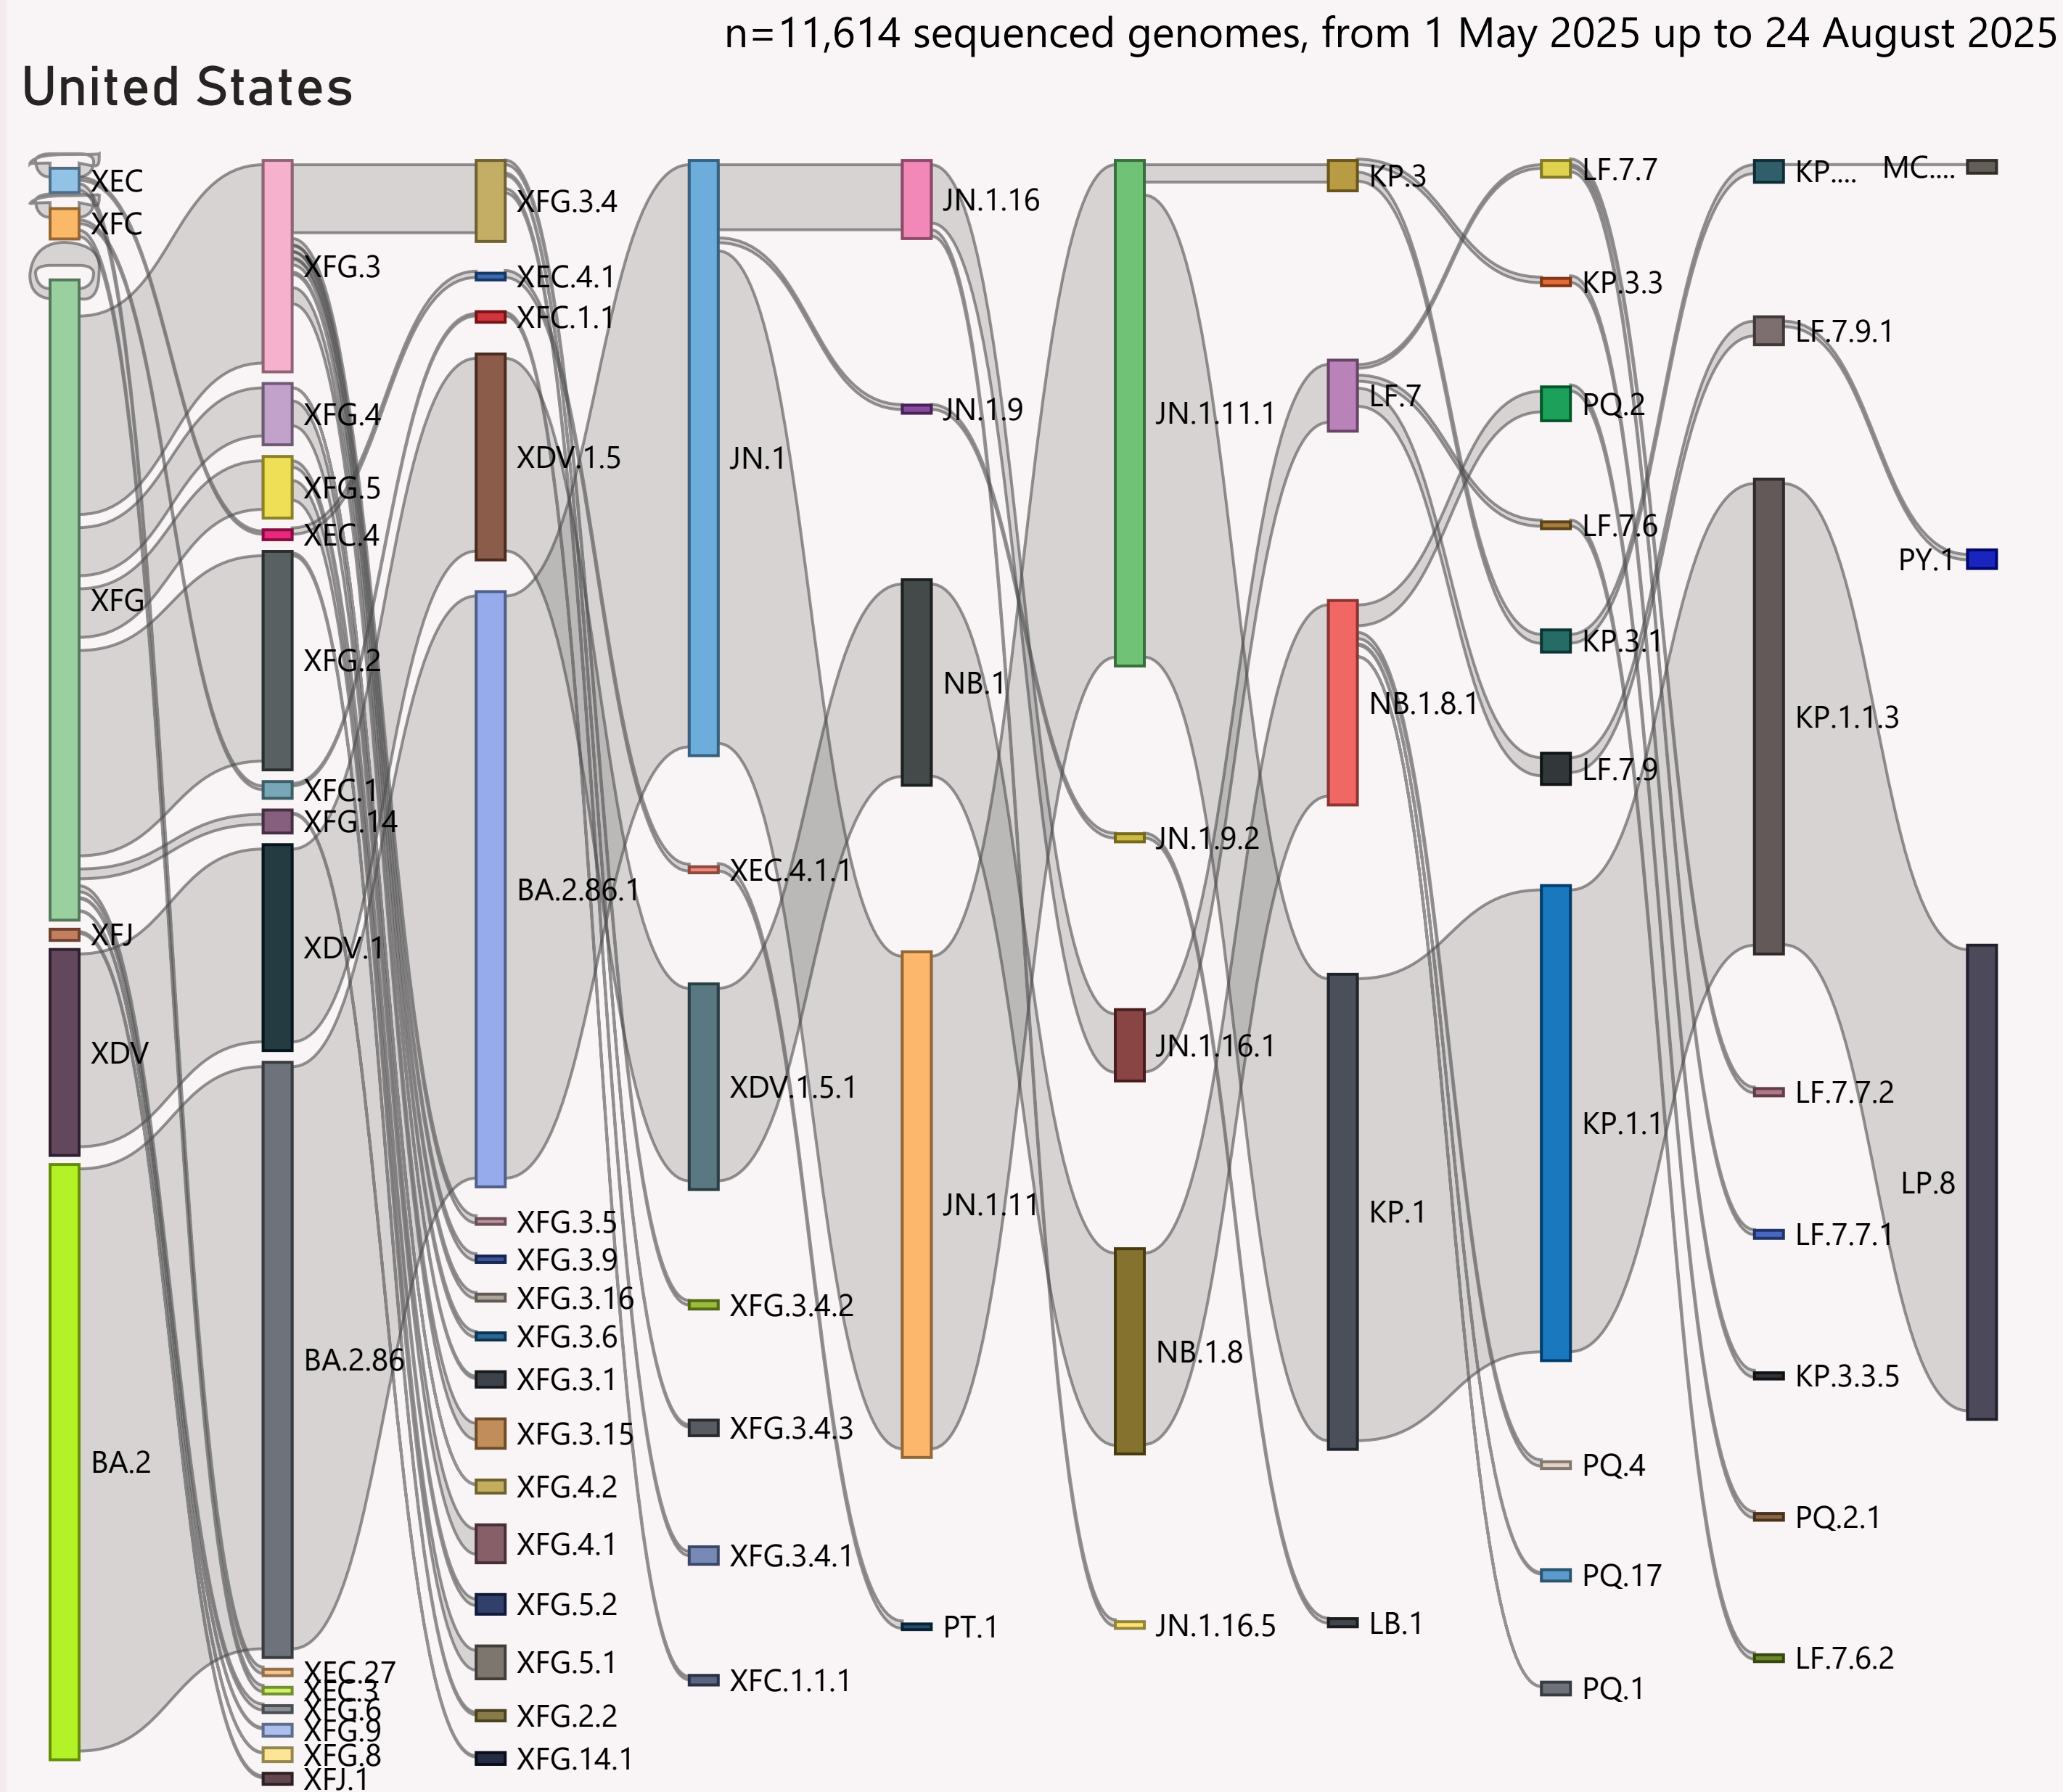 n=11,614 sequenced genomes, from 1 May 2025 up to 24 August 2025
United States
XEC
XFC
XFG
XFJ
XDV
BA.2
XFG.3
XFG.4
XFG.5
XEC.4
XFG.2
XFC.1
XFG.14
XDV.1
BA.2.86
XEC.27
XEC.3
XFG.6
XFG.9
XFG.8
XFJ.1
XFG.3.4
XEC.4.1
XFC.1.1
XDV.1.5
BA.2.86.1
XFG.3.5
XFG.3.9
XFG.3.16
XFG.3.6
XFG.3.1
XFG.3.15
XFG.4.2
XFG.4.1
XFG.5.2
XFG.5.1
XFG.2.2
XFG.14.1
JN.1
XEC.4.1.1
XDV.1.5.1
XFG.3.4.2
XFG.3.4.3
XFG.3.4.1
XFC.1.1.1
JN.1.16
JN.1.9
NB.1
JN.1.11
PT.1
JN.1.11.1
JN.1.9.2
JN.1.16.1
NB.1.8
JN.1.16.5
KP.3
LF.7
NB.1.8.1
KP.1
LB.1
LF.7.7
KP.3.3
PQ.2
LF.7.6
KP.3.1
LF.7.9
KP.1.1
PQ.4
PQ.17
PQ.1
KP....
LF.7.9.1
KP.1.1.3
LF.7.7.2
LF.7.7.1
KP.3.3.5
PQ.2.1
LF.7.6.2
MC....
PY.1
LP.8